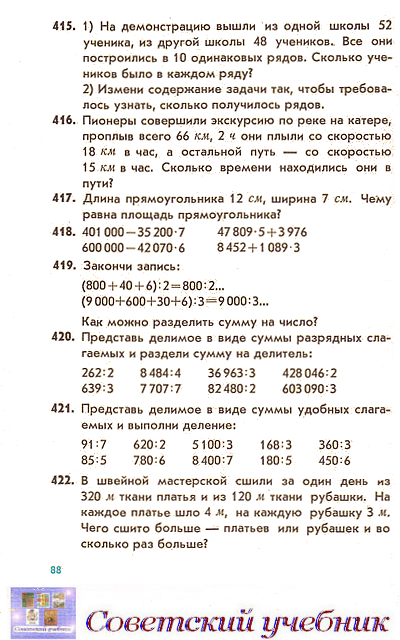 415. 1) На демонстрацию вышли из одной школы 52
ученика, из другой школы 48 учеников. Все они
построились в 10 одинаковых рядов. Сколько уче-
ников было в каждом ряду?
2) Измени содержание задачи так, чтобы требова-
лось узнать, сколько получилось рядов.
416. Пионеры совершили экскурсию по реке на катере,
проплыв всего 66 км, 2 ч они плыли со скоростью
18 км в час, а остальной путь — со скоростью
15 км в час. Сколько времени находились они в
пути?
417. Длина прямоугольника 12 см, ширина 7 см. Чему
равна площадь прямоугольника?
418. 401 000—35 200·7 47 809·5+3 976
600 000—42 070·6 8 452+1 089·3
419. Закончи запись:
(800+40+6):2=800:2...
(9 000+600+30+6):3=9 000:3...
Как можно разделить сумму на число?
420. Представь делимое в виде суммы разрядных сла-
гаемых и раздели сумму на делитель:
262:2 8 484:4 36 963:3 428 046:2
639:3 7 707:7 82 480:2 603 090:3
421. Представь делимое в виде суммы удобных слага-
емых и выполни деление:
91:7 620:2 5 100:3 168:3 360:3
85:5 780:6 8 400:7 180:5 450:6
422. В швейной мастерской сшили за один день из
320 м ткани платья и из 120 м ткани рубашки. На
каждое платье шло 4 м, на каждую рубашку 3 м.
Чего сшито больше — платьев или рубашек и во
сколько раз больше?
88
Советский учебник
Советский учебник